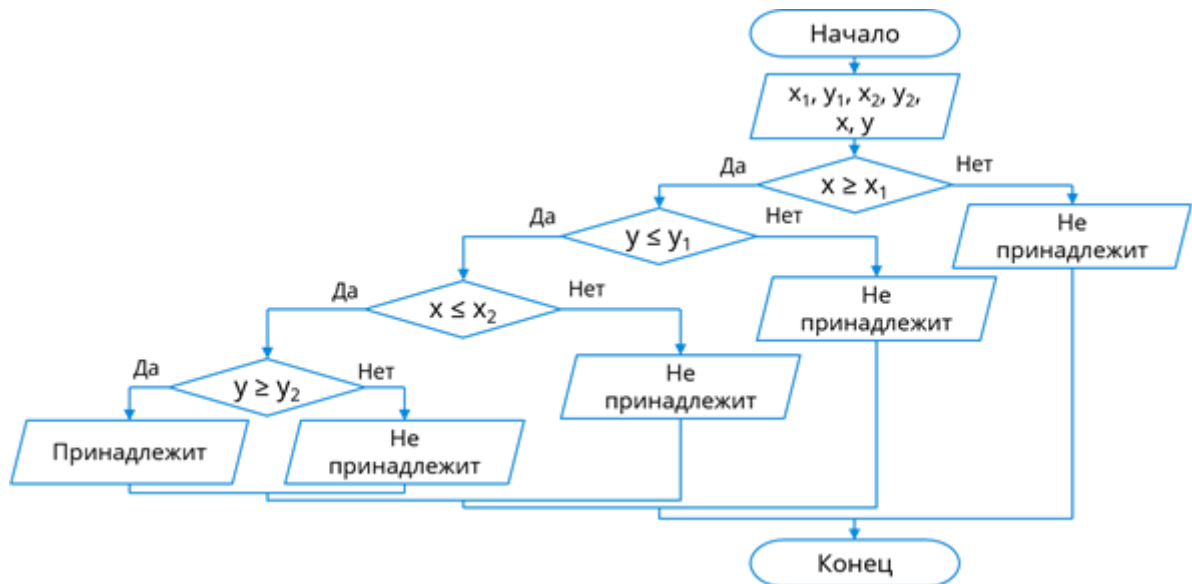 Начало
x₁, y₁, x₂, y₂,
x, y
Да
x ≥ x₁
Нет
Да
y ≤ y₁
Нет
Не
принадлежит
Да
x ≤ x₂
Нет
Не
принадлежит
Да
y ≥ y₂
Нет
Не
принадлежит
Принадлежит
Не
принадлежит
Конец